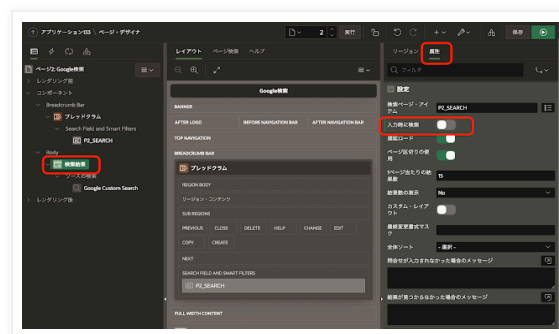 アプリケーション133 \ ページ・デザイナ
2
実行
保存
ページ2: Google検索
レンダリング前
コンポーネント
Breadcrumb Bar
ブレッドクラム
Search Field and Smart Filters
P2_SEARCH
Body
検索結果
ソースの検索
Google Custom Search
レンダリング後
レイアウト ページ検索 ヘルプ
Google検索
BANNER
AFTER LOGO BEFORE NAVIGATION BAR AFTER NAVIGATION BAR
TOP NAVIGATION
BREADCRUMB BAR
ブレッドクラム
REGION BODY
リージョン・コンテンツ
SUB REGIONS
PREVIOUS CLOSE DELETE HELP CHANGE EDIT
COPY CREATE
NEXT
SEARCH FIELD AND SMART FILTERS
P2_SEARCH
FULL WIDTH CONTENT
リージョン 属性
フィルタ
設定
検索ページ・アイテム P2_SEARCH
入力時に検索
遅延ロード
ページ区切りの使用
1ページ当たりの結果数 15
結果数の表示 No
カスタム・レイアウト
最終変更書式マスク
全体ソート - 選択 -
問合せが入力されなかった場合のメッセージ
結果が見つからなかった場合のメッセージ